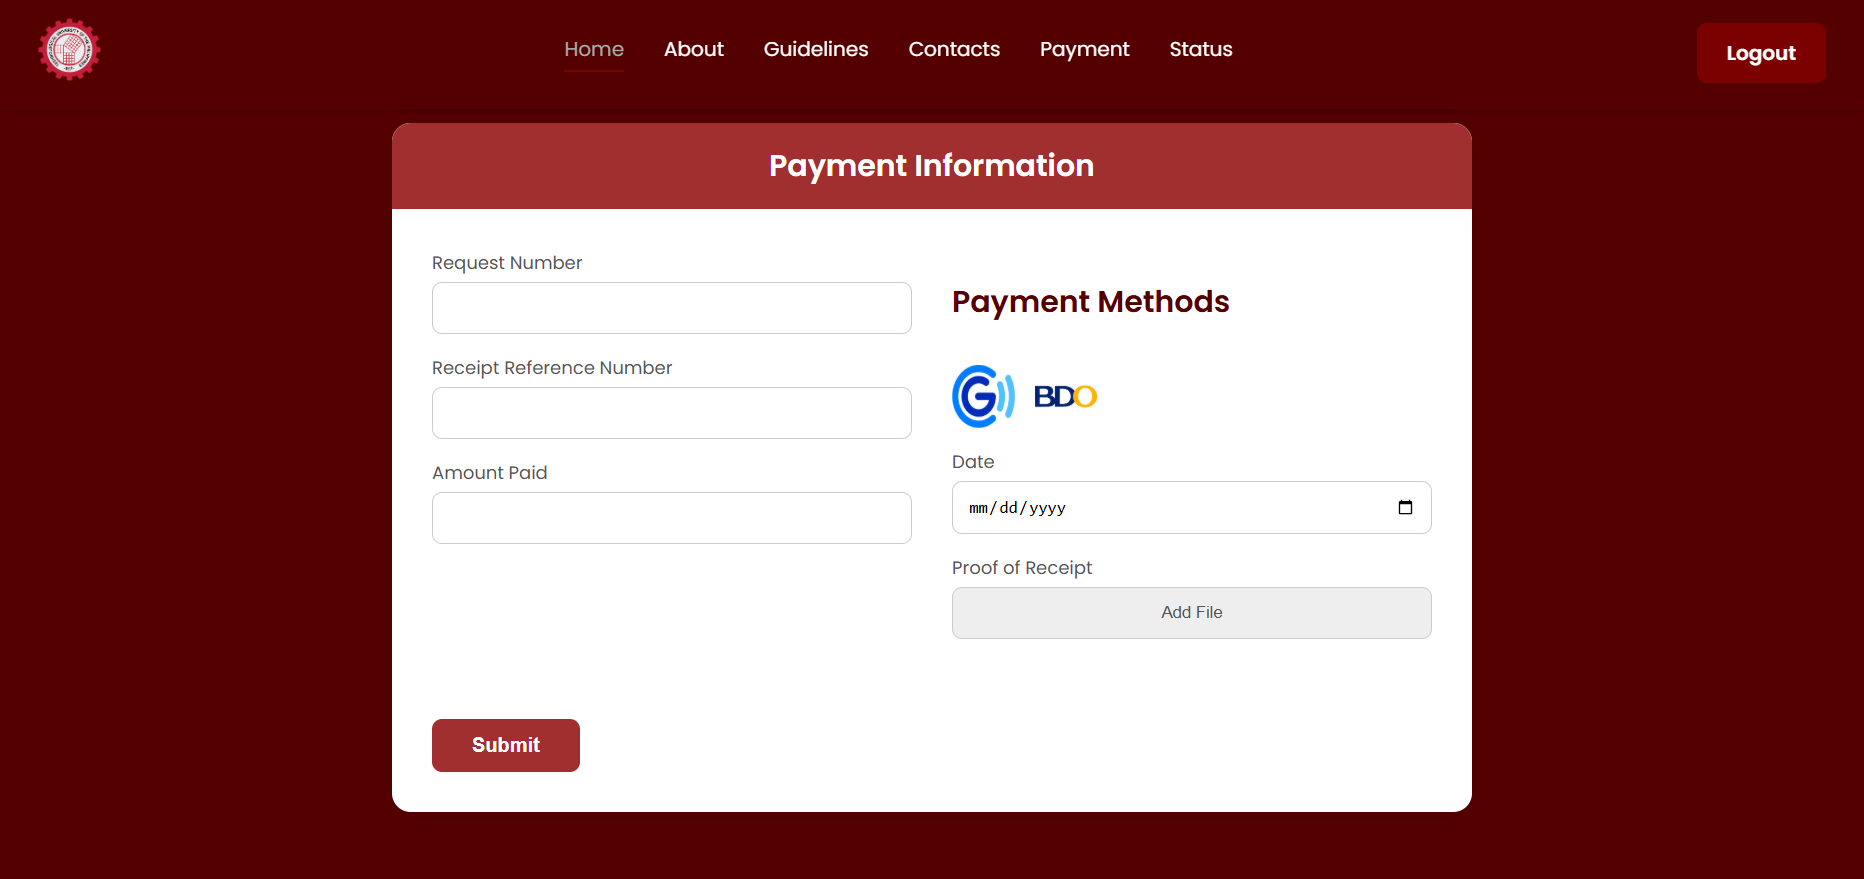 Home
About
Guidelines
Contacts
Payment
Status
Logout
Payment Information
Request Number
Receipt Reference Number
Amount Paid
Submit
Payment Methods
G
BDO
Date
mm/dd/yyyy
Proof of Receipt
Add File